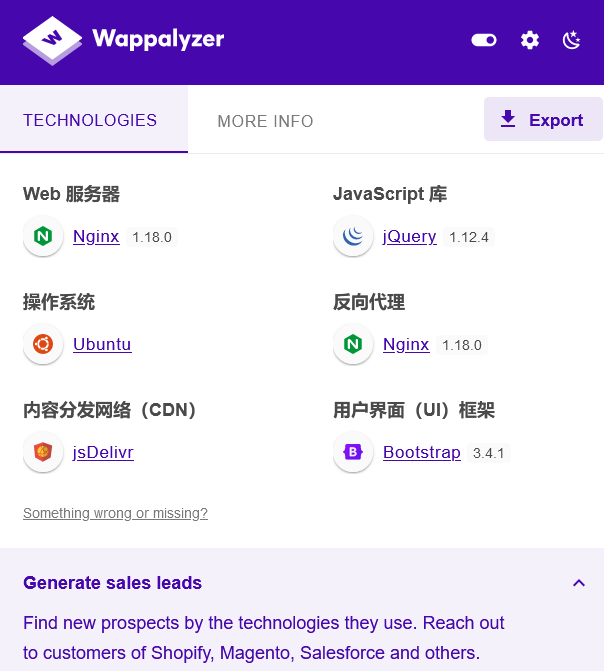 Wappalyzer
TECHNOLOGIES
MORE INFO
Export
Web 服务器
JavaScript 库
Nginx 1.18.0
jQuery 1.12.4
操作系统
反向代理
Ubuntu
Nginx 1.18.0
内容分发网络（CDN）
用户界面（UI）框架
jsDelivr
Bootstrap 3.4.1
Something wrong or missing?
Generate sales leads
Find new prospects by the technologies they use. Reach out
to customers of Shopify, Magento, Salesforce and others.